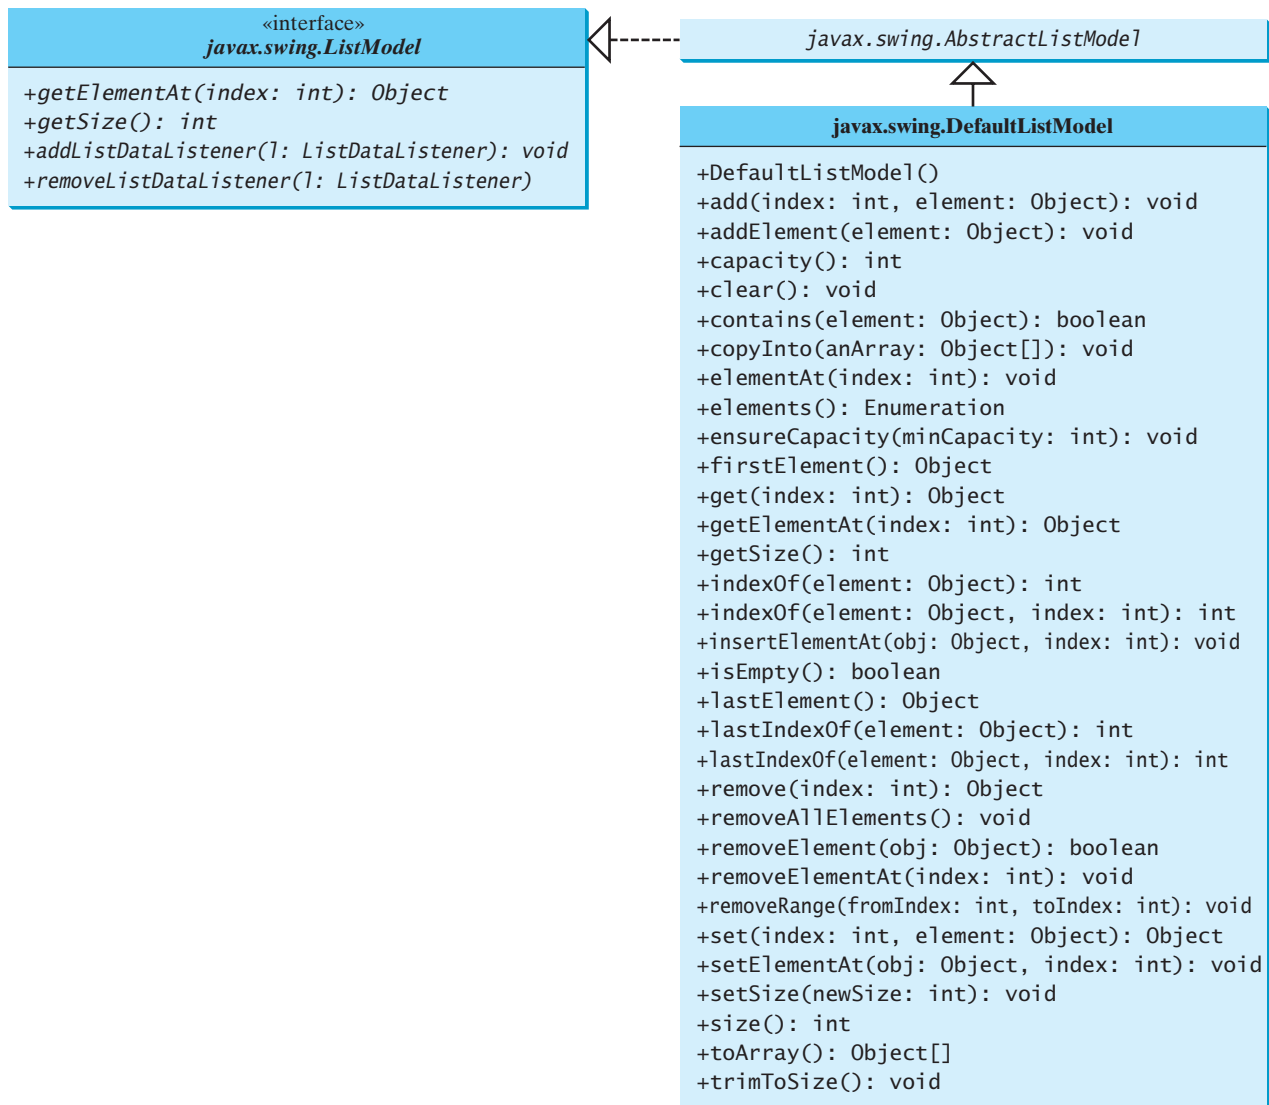 «interface»
javax.swing.ListModel
+getElementAt(index: int): Object
+getSize(): int
+addListDataListener(l: ListDataListener): void
+removeListDataListener(l: ListDataListener)
javax.swing.AbstractListModel
javax.swing.DefaultListModel
+DefaultListModel()
+add(index: int, element: Object): void
+addElement(element: Object): void
+capacity(): int
+clear(): void
+contains(element: Object): boolean
+copyInto(anArray: Object[]): void
+elementAt(index: int): void
+elements(): Enumeration
+ensureCapacity(minCapacity: int): void
+firstElement(): Object
+get(index: int): Object
+getElementAt(index: int): Object
+getSize(): int
+indexOf(element: Object): int
+indexOf(element: Object, index: int): int
+insertElementAt(obj: Object, index: int): void
+isEmpty(): boolean
+lastElement(): Object
+lastIndexOf(element: Object): int
+lastIndexOf(element: Object, index: int): int
+remove(index: int): Object
+removeAllElements(): void
+removeElement(obj: Object): boolean
+removeElementAt(index: int): void
+removeRange(fromIndex: int, toIndex: int): void
+set(index: int, element: Object): Object
+setElementAt(obj: Object, index: int): void
+setSize(newSize: int): void
+size(): int
+toArray(): Object[]
+trimToSize(): void